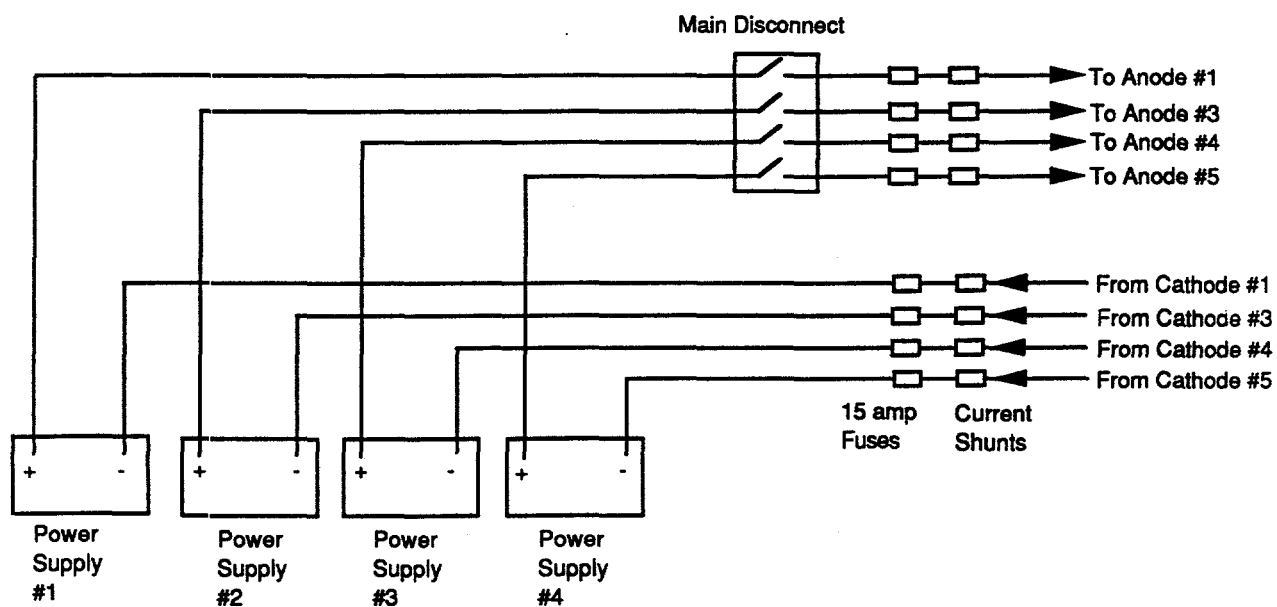 Main Disconnect
To Anode #1
To Anode #3
To Anode #4
To Anode #5
From Cathode #1
From Cathode #3
From Cathode #4
From Cathode #5
15 amp
Fuses
Current
Shunts
+ -
+ -
+ -
+ -
Power
Supply
#1
Power
Supply
#2
Power
Supply
#3
Power
Supply
#4